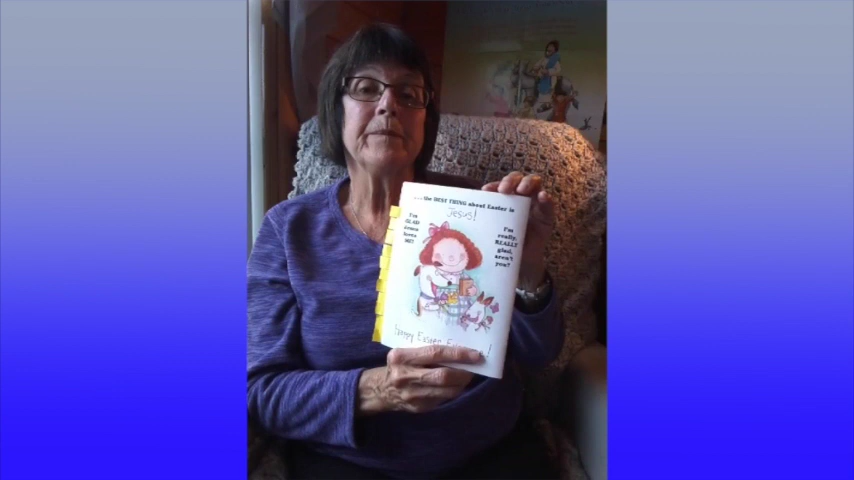 ....the BEST THING about Easter is
Jesus!
I'm
GLAD
Jesus
loves
ME!
I'm
really,
REALLY
glad,
aren't
you?
Happy Easter